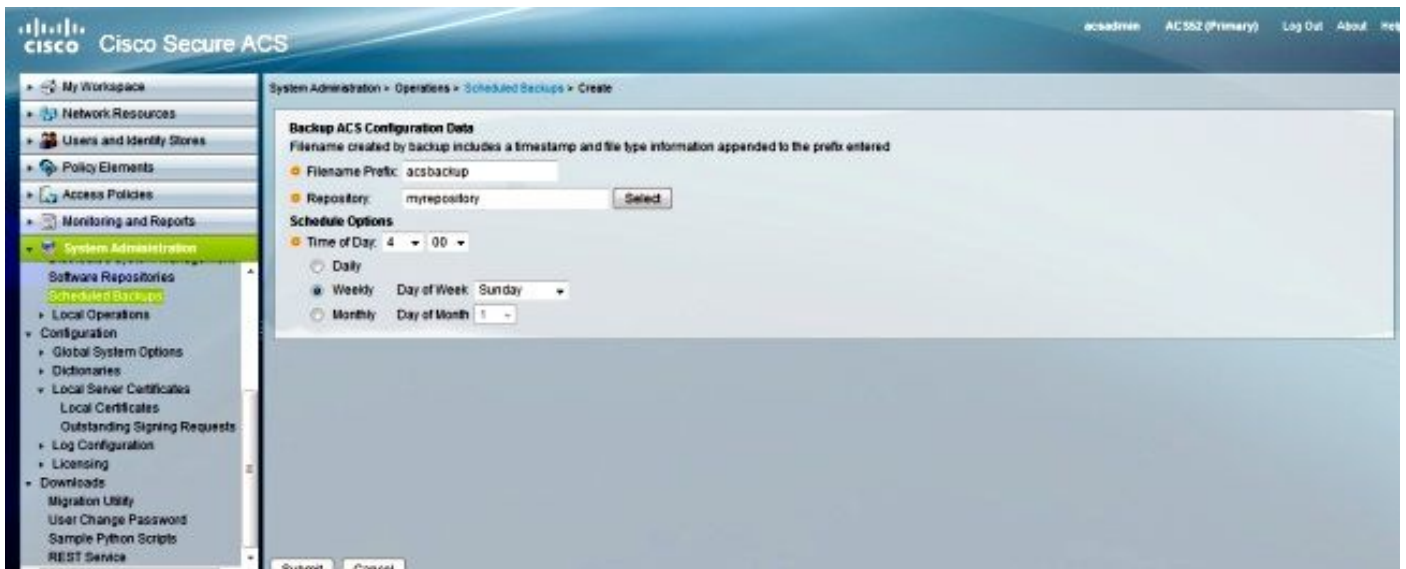 CISCO Cisco Secure ACS
acsadmin ACS52 (Primary) Log Out About Help
My Workspace
Network Resources
Users and Identity Stores
Policy Elements
Access Policies
Monitoring and Reports
System Administration
Software Repositories
Scheduled Backups
Local Operations
Configuration
Global System Options
Dictionaries
Local Server Certificates
Local Certificates
Outstanding Signing Requests
Log Configuration
Licensing
Downloads
Migration Utility
User Change Password
Sample Python Scripts
REST Service
System Administration > Operations > Scheduled Backups > Create
Backup ACS Configuration Data
Filename created by backup includes a timestamp and file type information appended to the prefix entered
Filename Prefix: acsbackup
Repository: myrepository Select
Schedule Options
Time of Day: 4 00
Daily
Weekly Day of Week Sunday
Monthly Day of Month 1
Submit Cancel